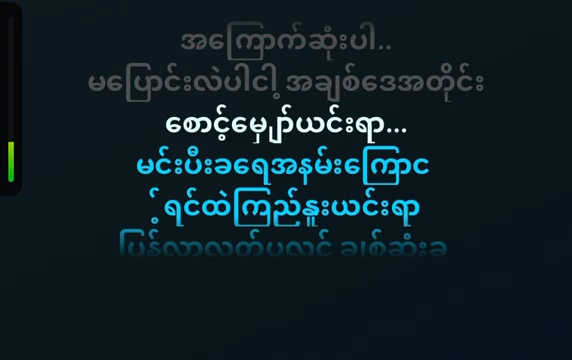 အကြောက်ဆုံးပါ..
မပြောင်းလဲပါငါ့ အချစ်ဒေအတိုင်း
စောင့်မျှော်ယင်းရာ...
မင်းပီးခရေအနမ်းကြောင
့်ရင်ထဲကြည်နူးယင်းရာ